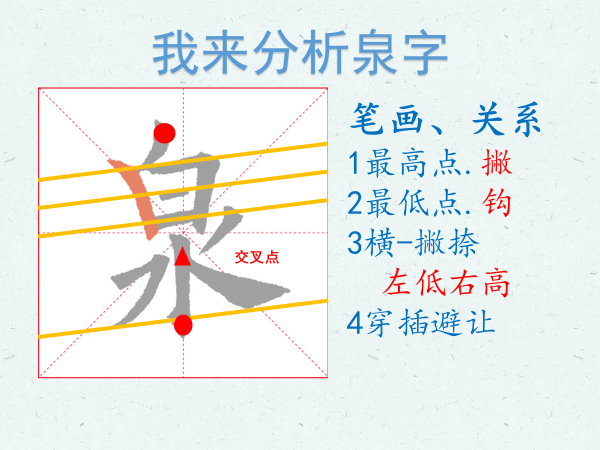 我来分析泉字
泉
交叉点
笔画、关系
1最高点.撇
2最低点.钩
3横-撇捺
左低右高
4穿插避让